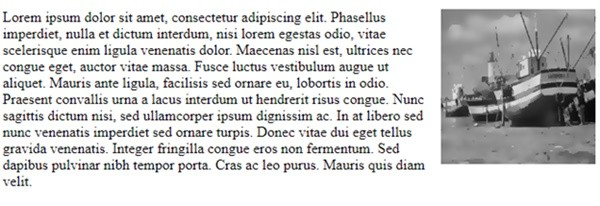 Lorem ipsum dolor sit amet, consectetur adipiscing elit. Phasellus
imperdiet, nulla et dictum interdum, nisi lorem egestas odio, vitae
scelerisque enim ligula venenatis dolor. Maecenas nisl est, ultrices nec
congue eget, auctor vitae massa. Fusce luctus vestibulum augue ut
aliquet. Mauris ante ligula, facilisis sed ornare eu, lobortis in odio.
Praesent convallis urna a lacus interdum ut hendrerit risus congue. Nunc
sagittis dictum nisi, sed ullamcorper ipsum dignissim ac. In at libero sed
nunc venenatis imperdiet sed ornare turpis. Donec vitae dui eget tellus
gravida venenatis. Integer fringilla congue eros non fermentum. Sed
dapibus pulvinar nibh tempor porta. Cras ac leo purus. Mauris quis diam
velit.